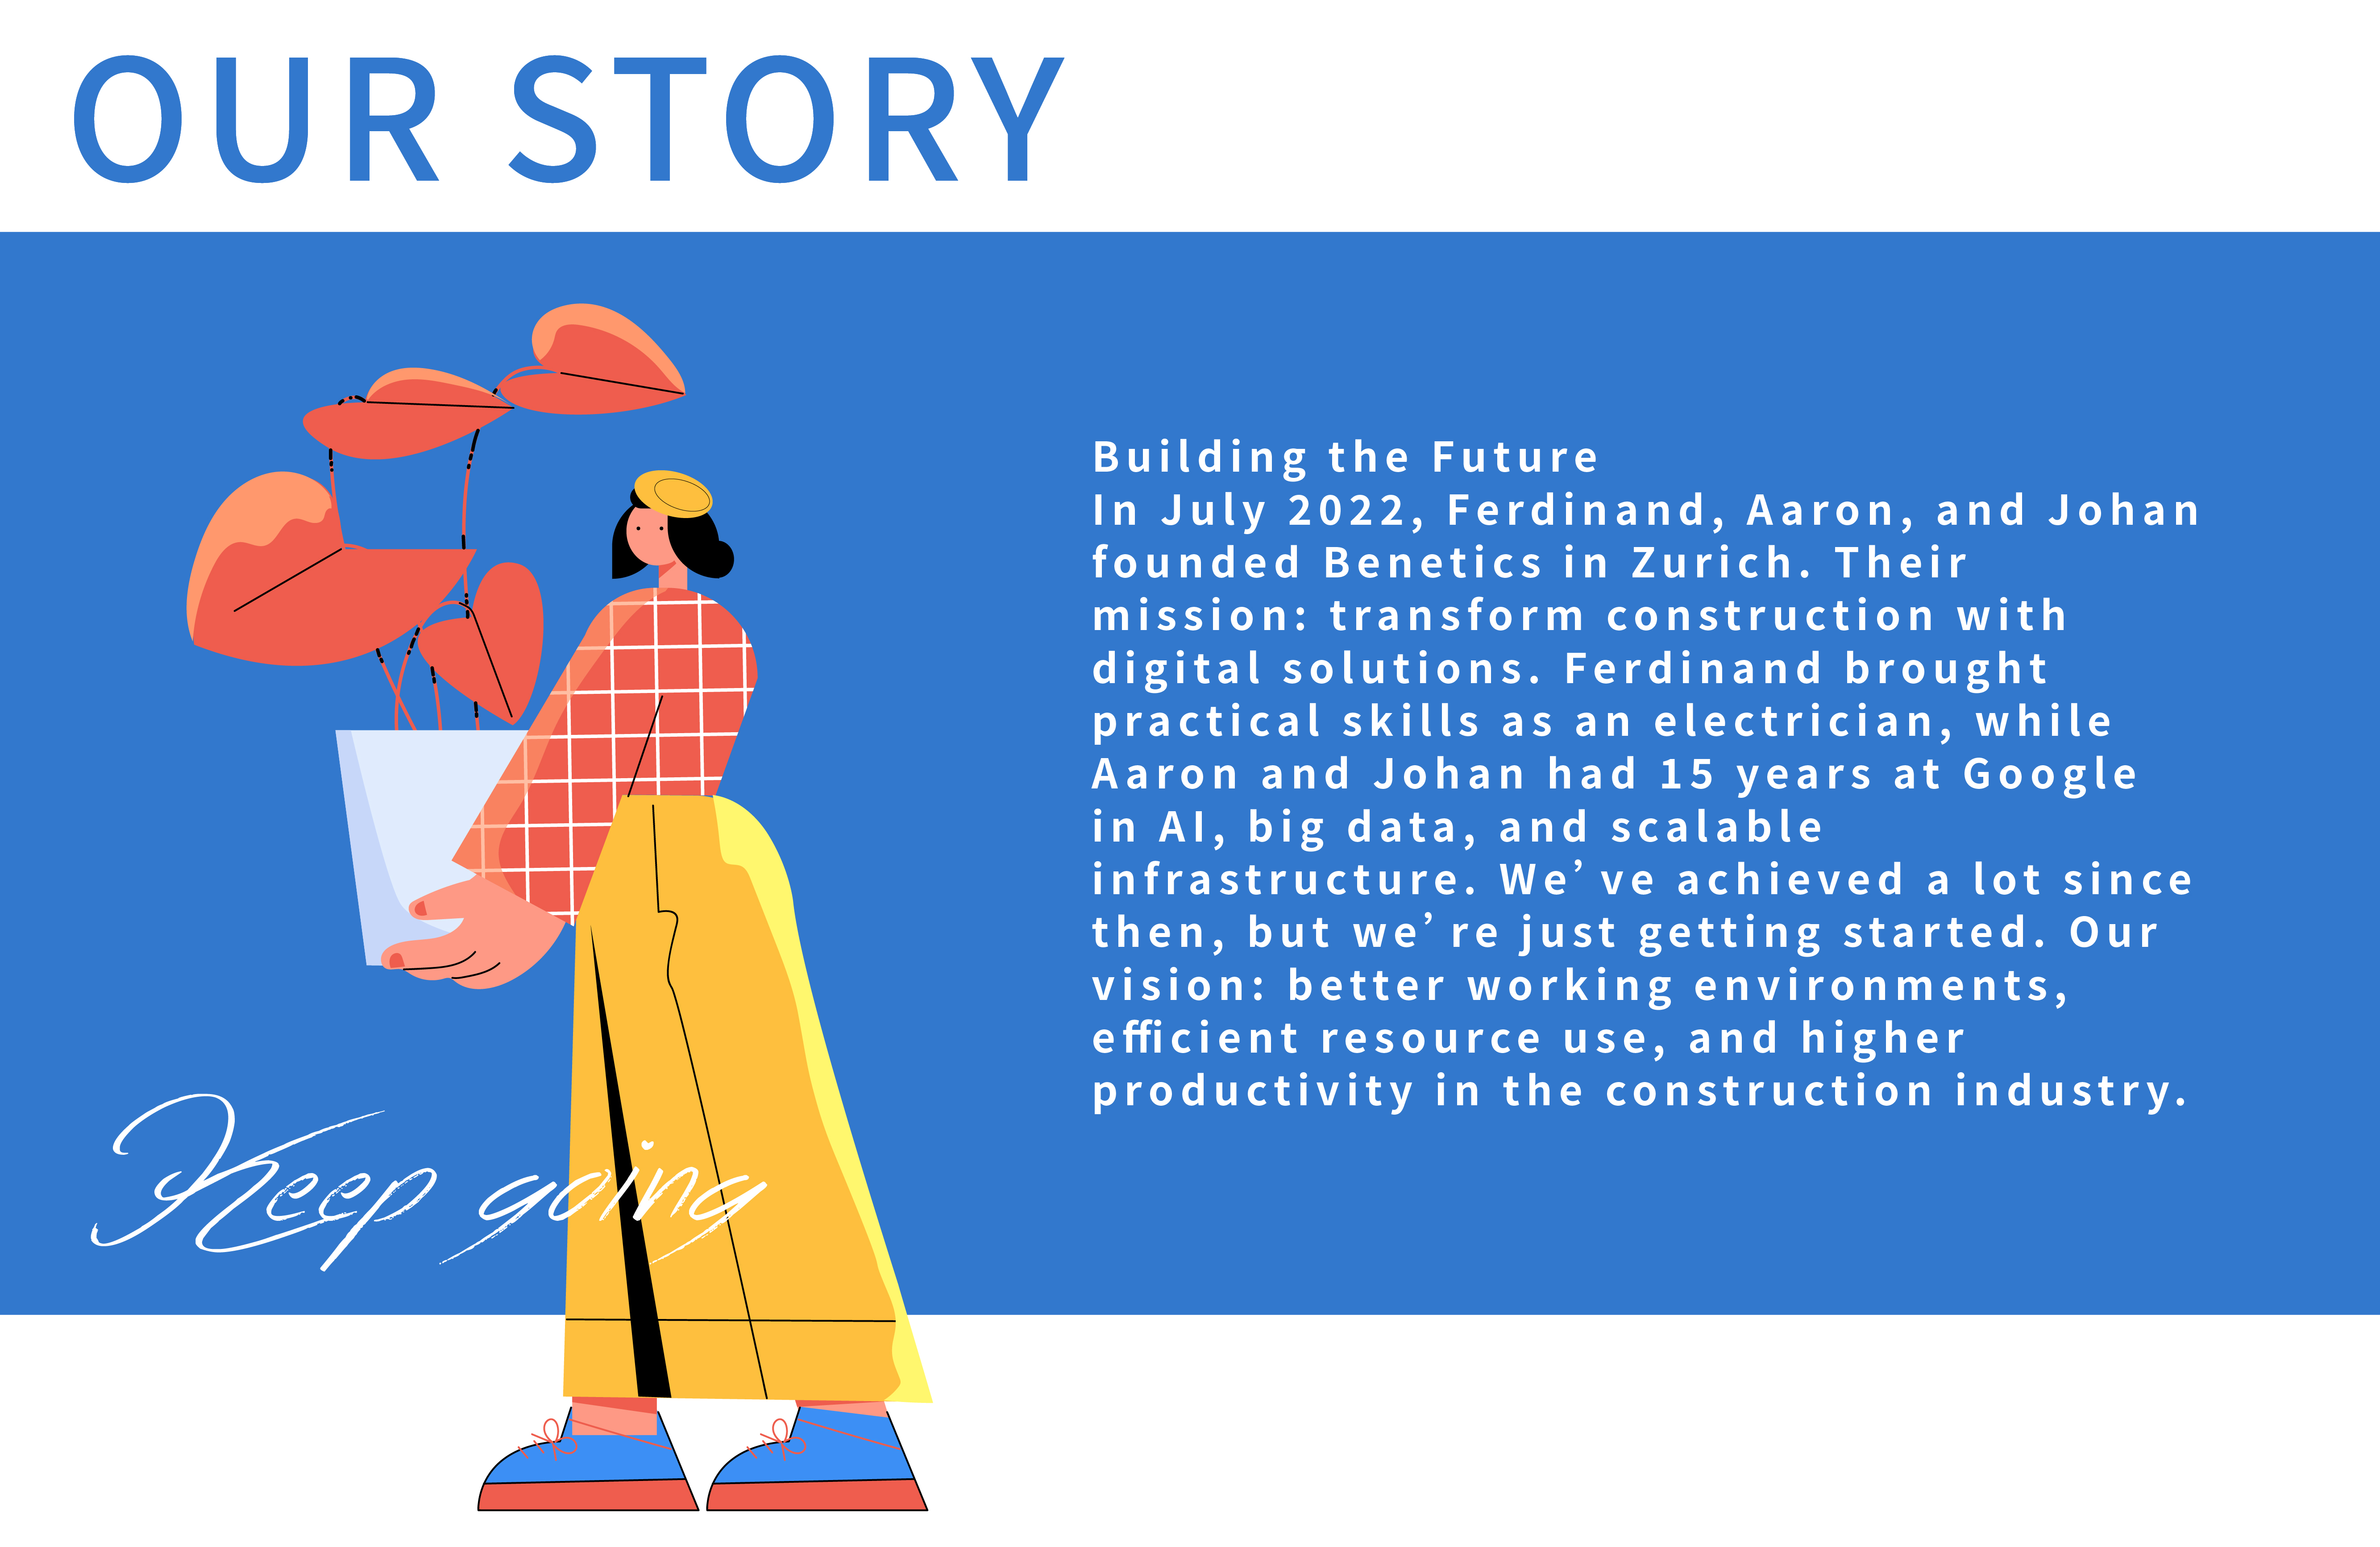 OUR STORY
Building the Future
In July 2022, Ferdinand, Aaron, and Johan
founded Benetics in Zurich. Their
mission: transform construction with
digital solutions. Ferdinand brought
practical skills as an electrician, while
Aaron and Johan had 15 years at Google
in AI, big data, and scalable
infrastructure. We’ve achieved a lot since
then, but we’re just getting started. Our
vision: better working environments,
efficient resource use, and higher
productivity in the construction industry.
Keep going